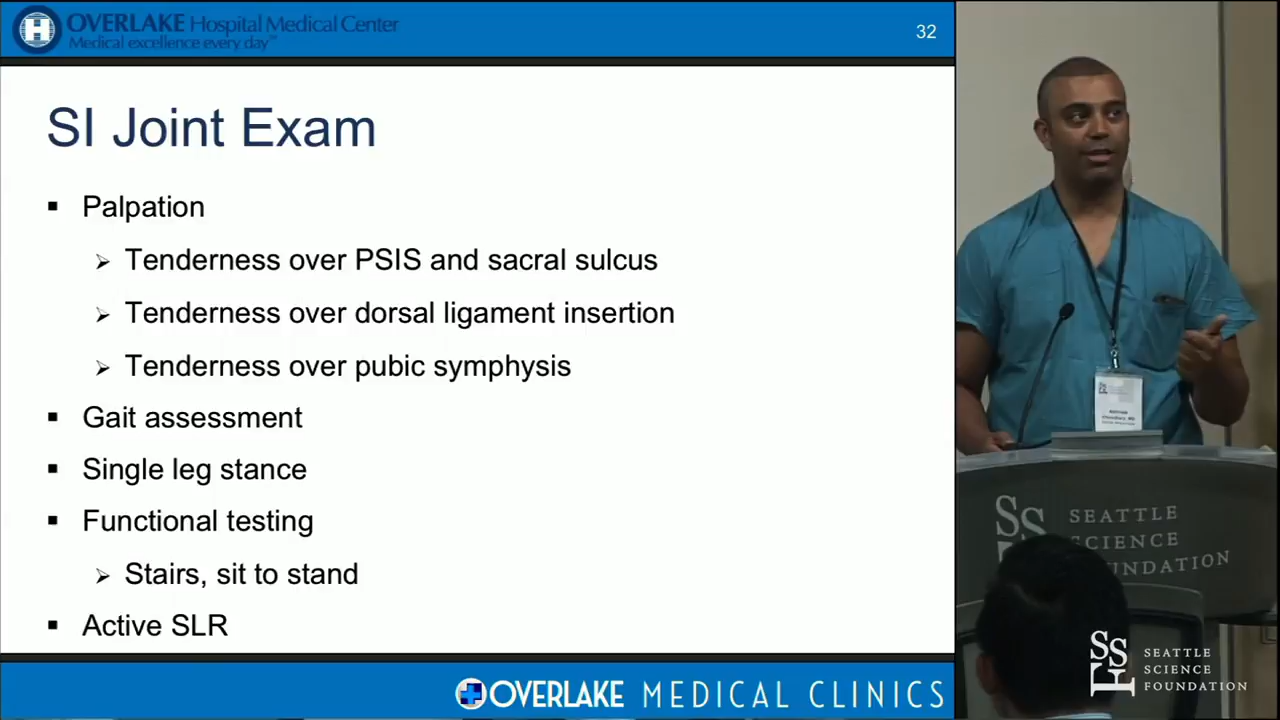 OVERLAKE Hospital Medical Center
Medical excellence every day℠
32
SI Joint Exam
▪ Palpation
➢ Tenderness over PSIS and sacral sulcus
➢ Tenderness over dorsal ligament insertion
➢ Tenderness over pubic symphysis
▪ Gait assessment
▪ Single leg stance
▪ Functional testing
➢ Stairs, sit to stand
▪ Active SLR
OVERLAKE MEDICAL CLINICS
SEATTLE
SCIENCE
FOUNDATION
SSF
SEATTLE
SCIENCE
FOUNDATION